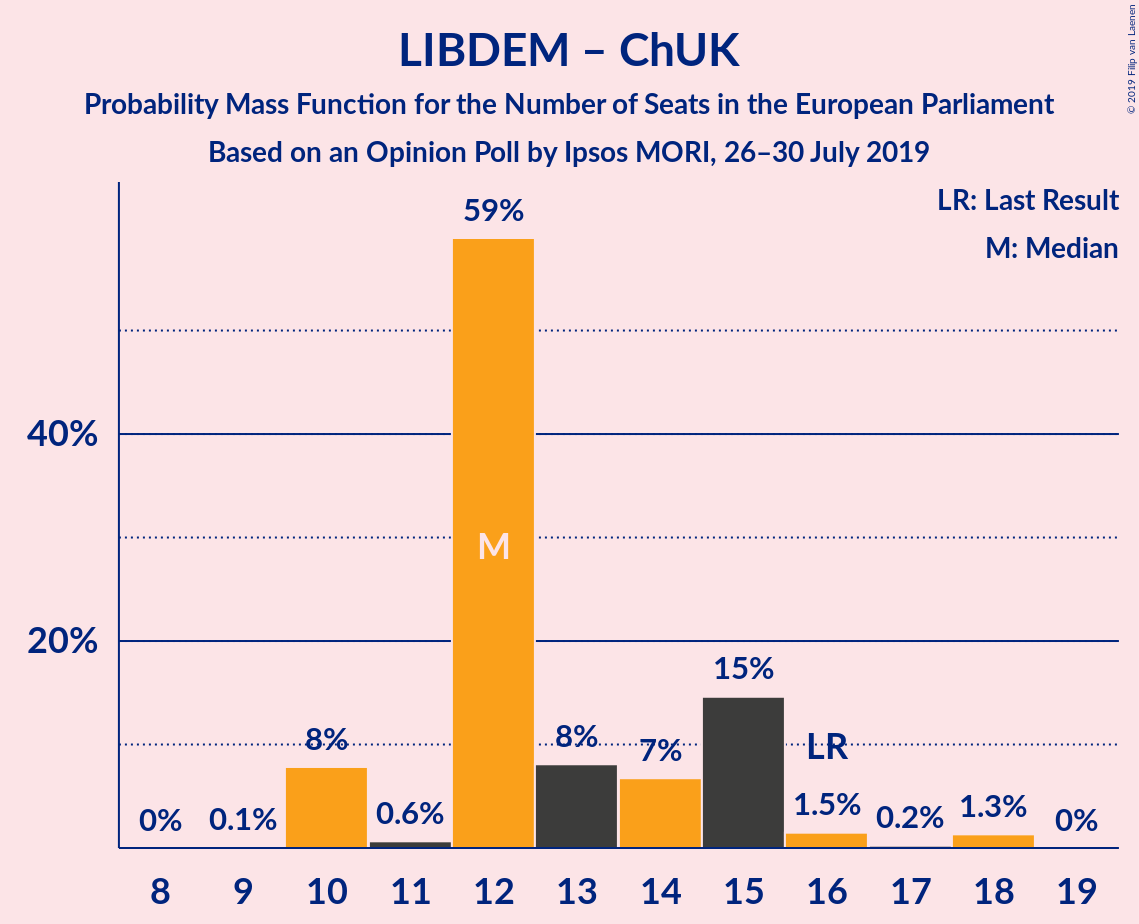 LIBDEM – ChUK
Probability Mass Function for the Number of Seats in the European Parliament
Based on an Opinion Poll by Ipsos MORI, 26–30 July 2019
© 2019 Filip van Laenen
LR: Last Result
M: Median
59%
40%
M
20%
15%
8%
8%
7%
LR
0%
0.1%
0.6%
1.5%
0.2%
1.3%
0%
8 9 10 11 12 13 14 15 16 17 18 19